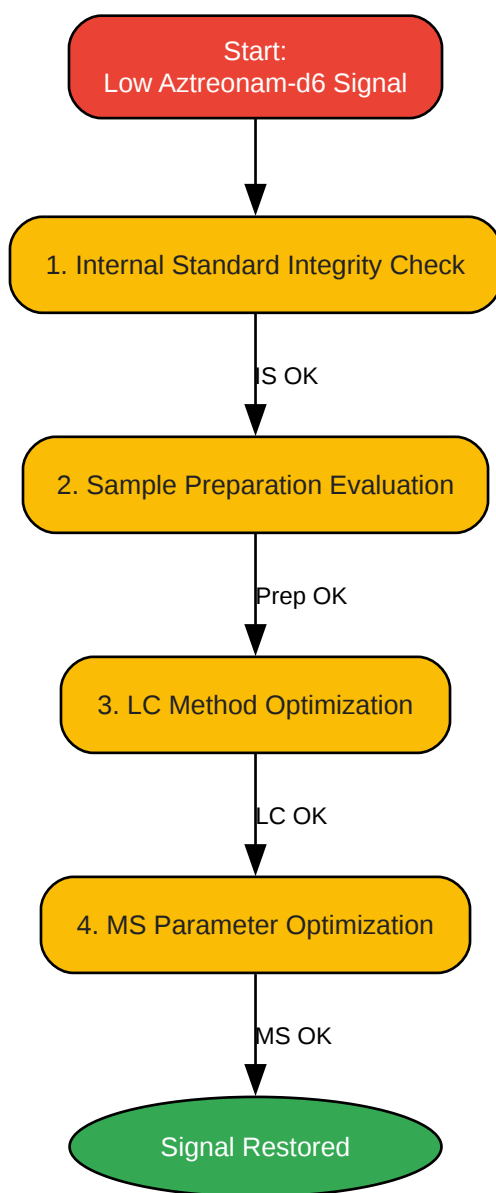 Start:
Low Aztreonam-d6 Signal
1. Internal Standard Integrity Check
IS OK
2. Sample Preparation Evaluation
Prep OK
3. LC Method Optimization
LC OK
4. MS Parameter Optimization
MS OK
Signal Restored